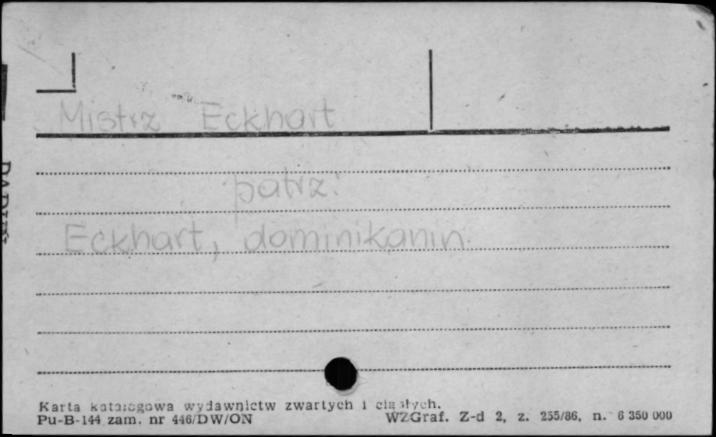 Mistrz Eckhart
patrz:
Eckhart, dominikanin.
Karta katalogowa wydawnictw zwartych i ciągłych.
Pu-B-144 zam. nr 446/DW/ON WZGraf. Z-d 2, z. 255/86, n. 6 350 000